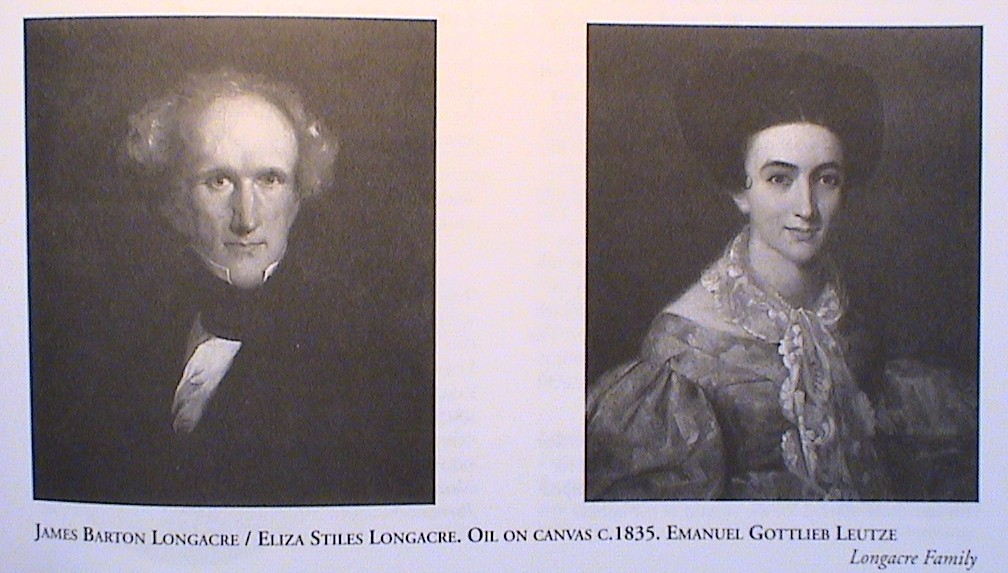 JAMES BARTON LONGACRE / ELIZA STILES LONGACRE. OIL ON CANVAS C.1835. EMANUEL GOTTLIEB LEUTZE
Longacre Family